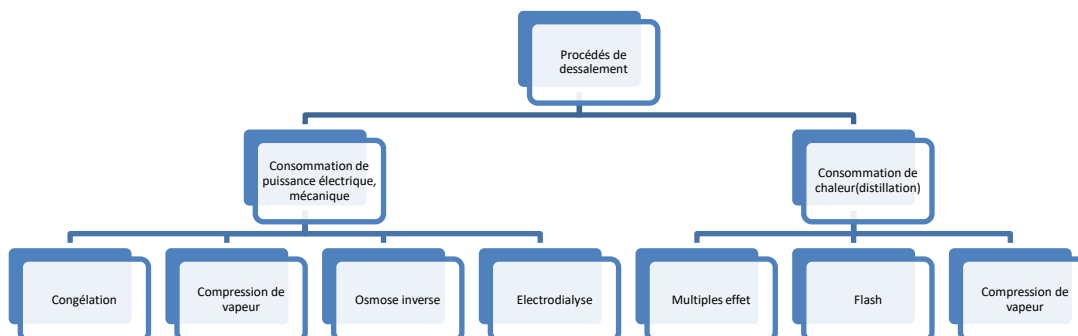 Procédés de
dessalement
Consommation de
puissance électrique,
mécanique
Consommation de
chaleur(distillation)
Congélation
Compression de
vapeur
Osmose inverse
Electrodialyse
Multiples effet
Flash
Compression de
vapeur